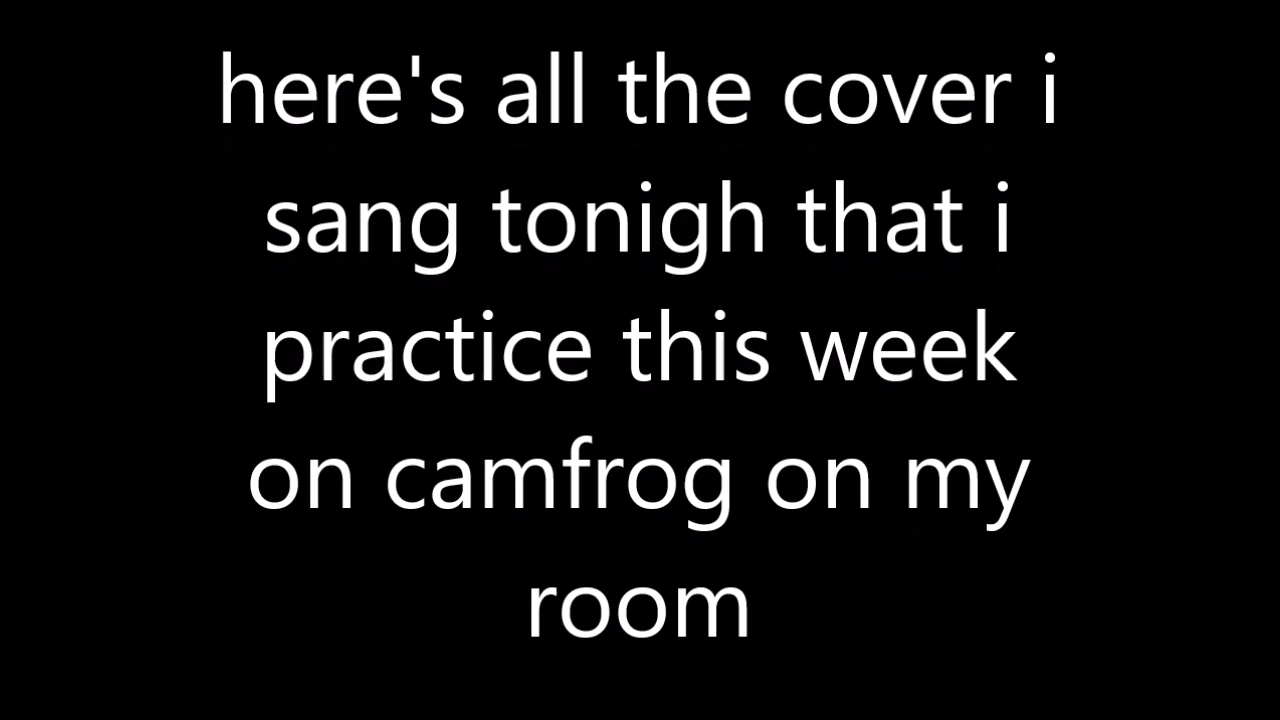 here's all the cover i
sang tonigh that i
practice this week
on camfrog on my
room